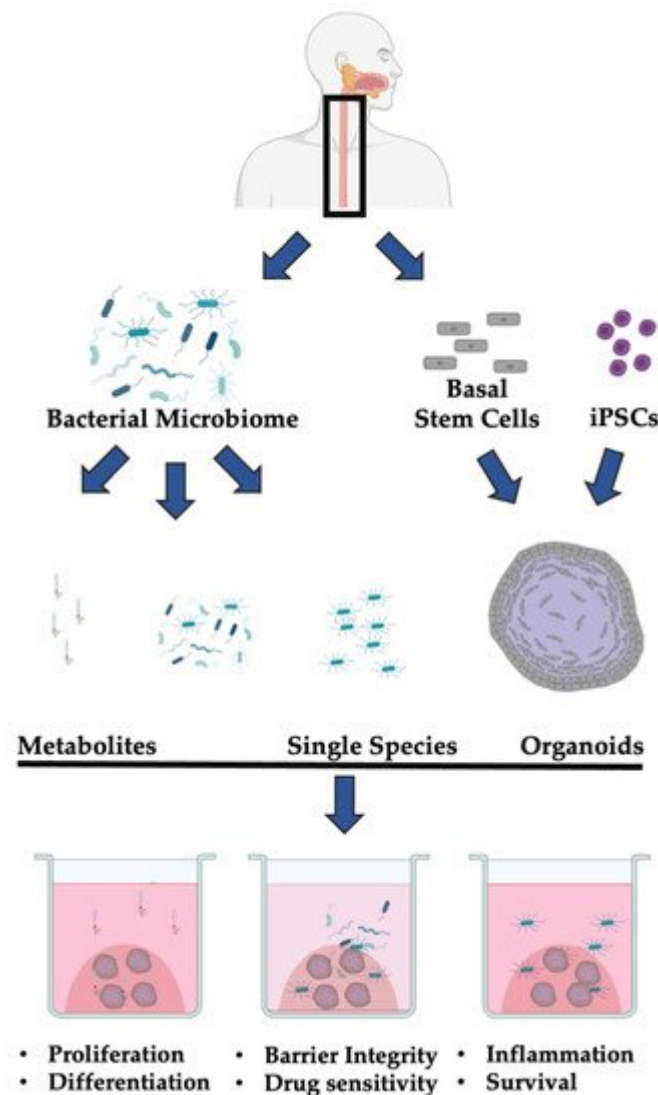 Bacterial Microbiome
Basal
Stem Cells
iPSCs
Metabolites
Single Species
Organoids
• Proliferation
• Differentiation
• Barrier Integrity
• Drug sensitivity
• Inflammation
• Survival